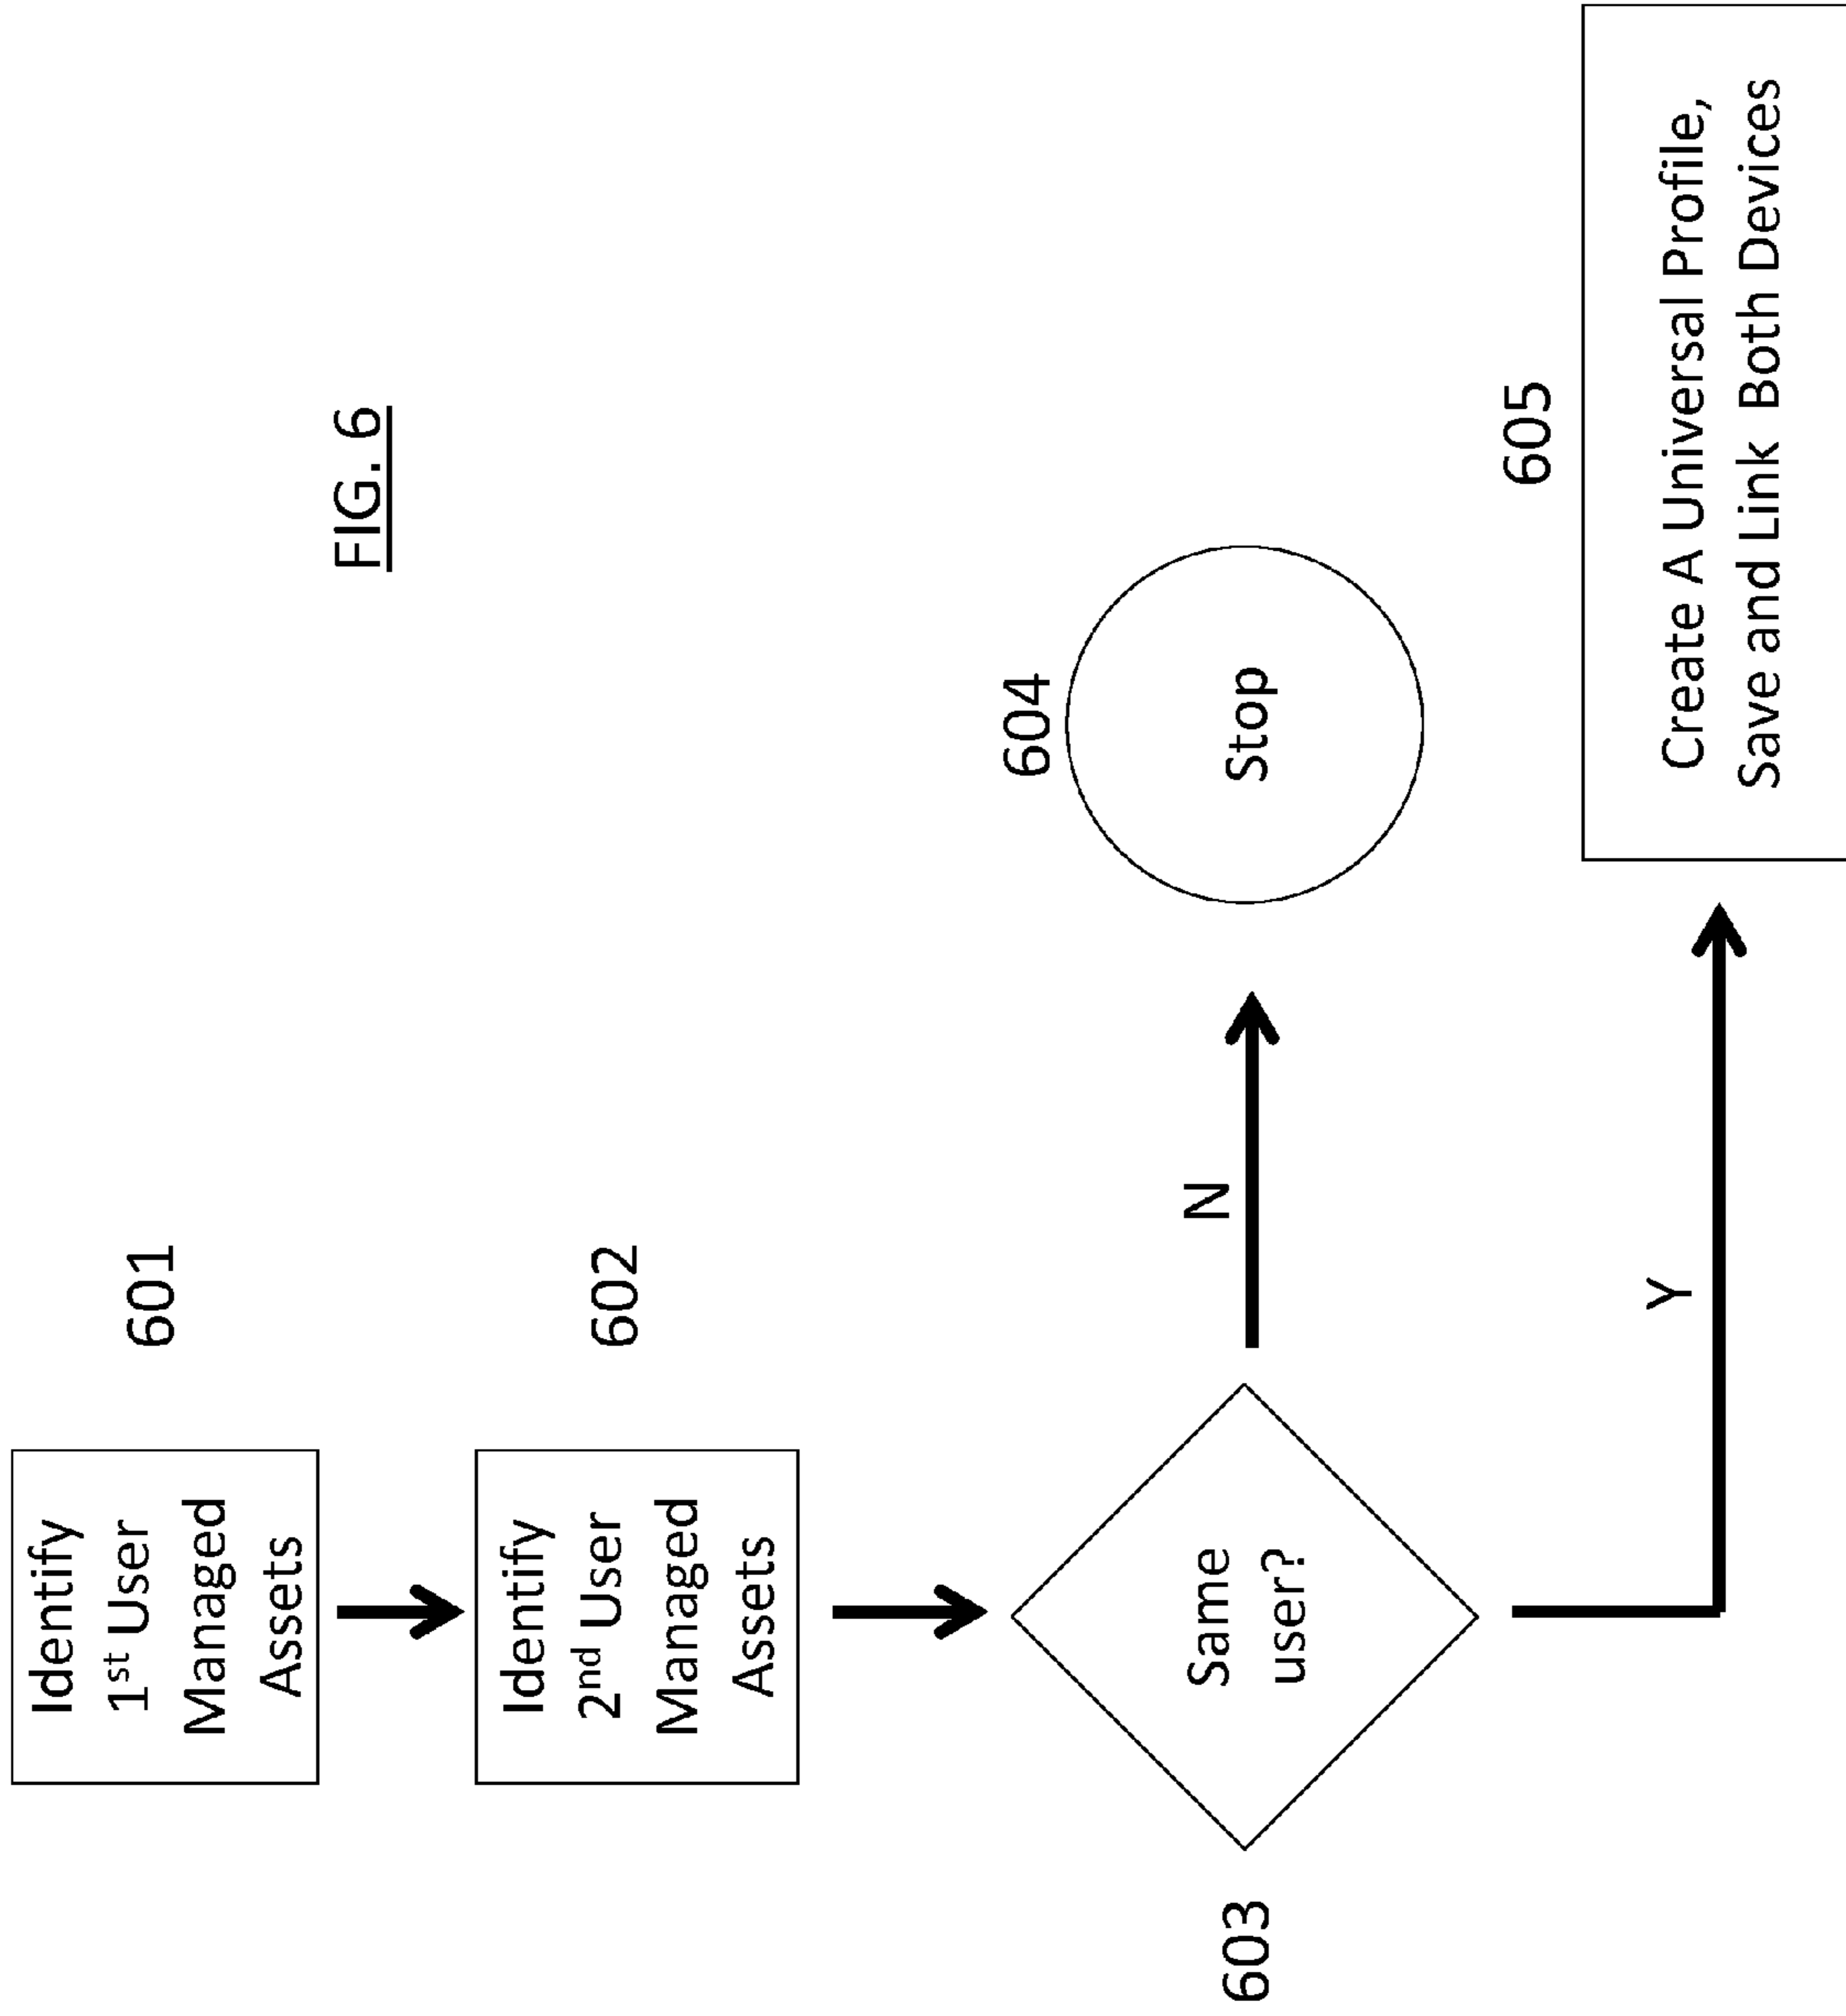 FIG. 6
Identify
1st User
Managed
Assets
601
Identify
2nd User
Managed
Assets
602
603
Same
user?
N
604
Stop
Y
605
Create A Universal Profile,
Save and Link Both Devices